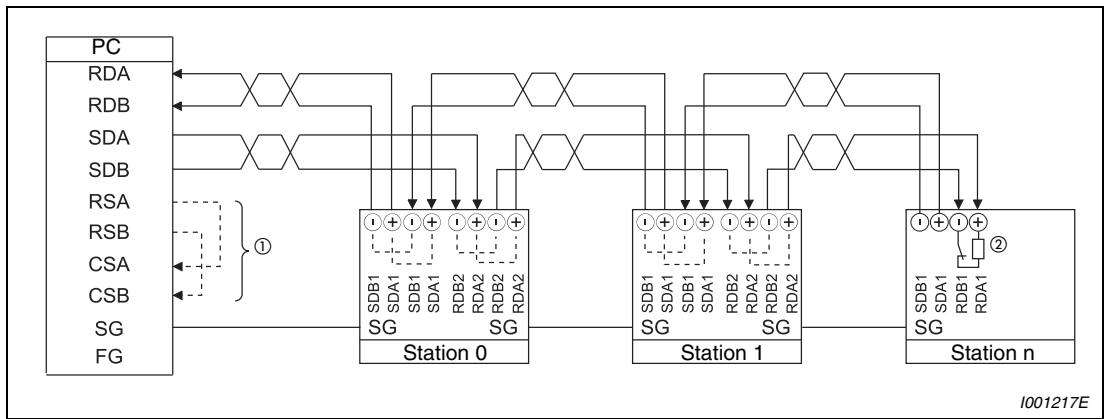 PC
RDA
RDB
SDA
SDB
RSA
RSB
CSA
CSB
SG
FG
①
- + - + - + - +
SDB1 SDA1 SDB1 SDA1 RDB2 RDA2 RDB2 RDA2
SG SG
Station 0
- + - + - + - +
SDB1 SDA1 SDB1 SDA1 RDB2 RDA2 RDB2 RDA2
SG SG
Station 1
- + - +
②
SDB1 SDA1 RDB1 RDA1
SG
Station n
I001217E